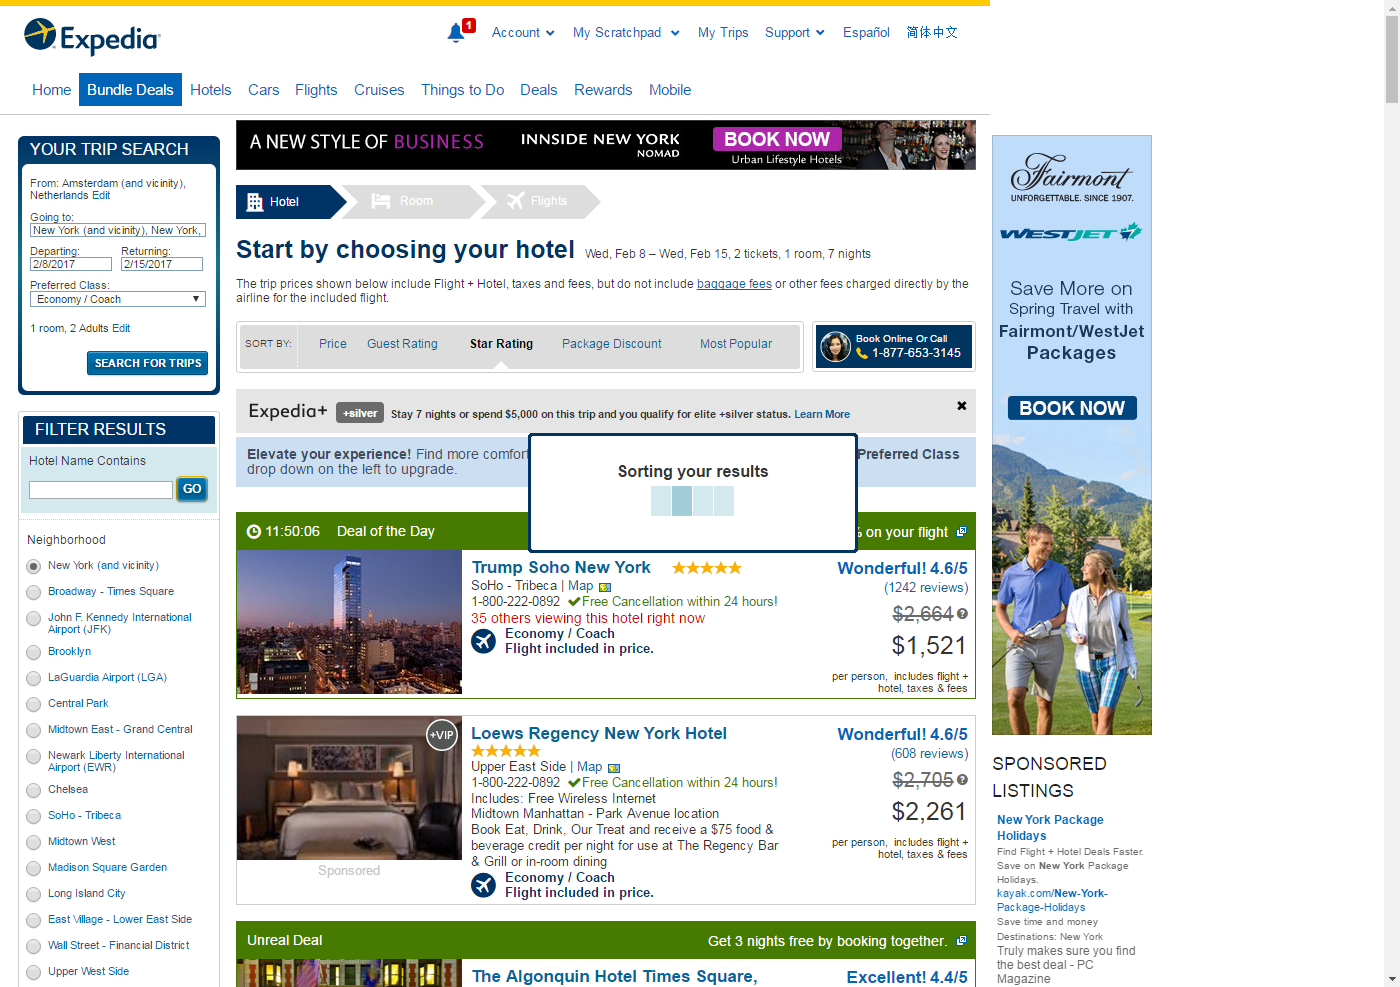 Expedia
1
Account
My Scratchpad
My Trips
Support
Español
简体中文
Home
Bundle Deals
Hotels
Cars
Flights
Cruises
Things to Do
Deals
Rewards
Mobile
YOUR TRIP SEARCH
From: Amsterdam (and vicinity),
Netherlands Edit
Going to:
New York (and vicinity), New York,
Departing:
Returning:
2/8/2017
2/15/2017
Preferred Class:
Economy / Coach
1 room, 2 Adults Edit
SEARCH FOR TRIPS
FILTER RESULTS
Hotel Name Contains
GO
Neighborhood
New York (and vicinity)
Broadway - Times Square
John F. Kennedy International
Airport (JFK)
Brooklyn
LaGuardia Airport (LGA)
Central Park
Midtown East - Grand Central
Newark Liberty International
Airport (EWR)
Chelsea
SoHo - Tribeca
Midtown West
Madison Square Garden
Long Island City
East Village - Lower East Side
Wall Street - Financial District
Upper West Side
A NEW STYLE OF BUSINESS
INNSIDE NEW YORK
NOMAD
BOOK NOW
Urban Lifestyle Hotels
Hotel
Room
Flights
Start by choosing your hotel
Wed, Feb 8 – Wed, Feb 15, 2 tickets, 1 room, 7 nights
The trip prices shown below include Flight + Hotel, taxes and fees, but do not include baggage fees or other fees charged directly by the
airline for the included flight.
SORT BY:
Price
Guest Rating
Star Rating
Package Discount
Most Popular
Book Online Or Call
1-877-653-3145
Expedia+
+silver
Stay 7 nights or spend $5,000 on this trip and you qualify for elite +silver status. Learn More
Elevate your experience! Find more comfor
Preferred Class
drop down on the left to upgrade.
Sorting your results
11:50:06
Deal of the Day
% on your flight
Trump Soho New York
SoHo - Tribeca | Map
1-800-222-0892
Free Cancellation within 24 hours!
35 others viewing this hotel right now
Economy / Coach
Flight included in price.
Wonderful! 4.6/5
(1242 reviews)
$2,664
$1,521
per person, includes flight +
hotel, taxes & fees
+VIP
Sponsored
Loews Regency New York Hotel
Upper East Side | Map
1-800-222-0892
Free Cancellation within 24 hours!
Includes: Free Wireless Internet
Midtown Manhattan - Park Avenue location
Book Eat, Drink, Our Treat and receive a $75 food &
beverage credit per night for use at The Regency Bar
& Grill or in-room dining
Economy / Coach
Flight included in price.
Wonderful! 4.6/5
(608 reviews)
$2,705
$2,261
per person, includes flight +
hotel, taxes & fees
Unreal Deal
Get 3 nights free by booking together.
The Algonquin Hotel Times Square,
Excellent! 4.4/5
Fairmont
UNFORGETTABLE. SINCE 1907.
WESTJET
Save More on
Spring Travel with
Fairmont/WestJet
Packages
BOOK NOW
SPONSORED
LISTINGS
New York Package
Holidays
Find Flight + Hotel Deals Faster.
Save on New York Package
Holidays.
kayak.com/New-York-
Package-Holidays
Save time and money
Destinations: New York
Truly makes sure you find
the best deal - PC
Magazine